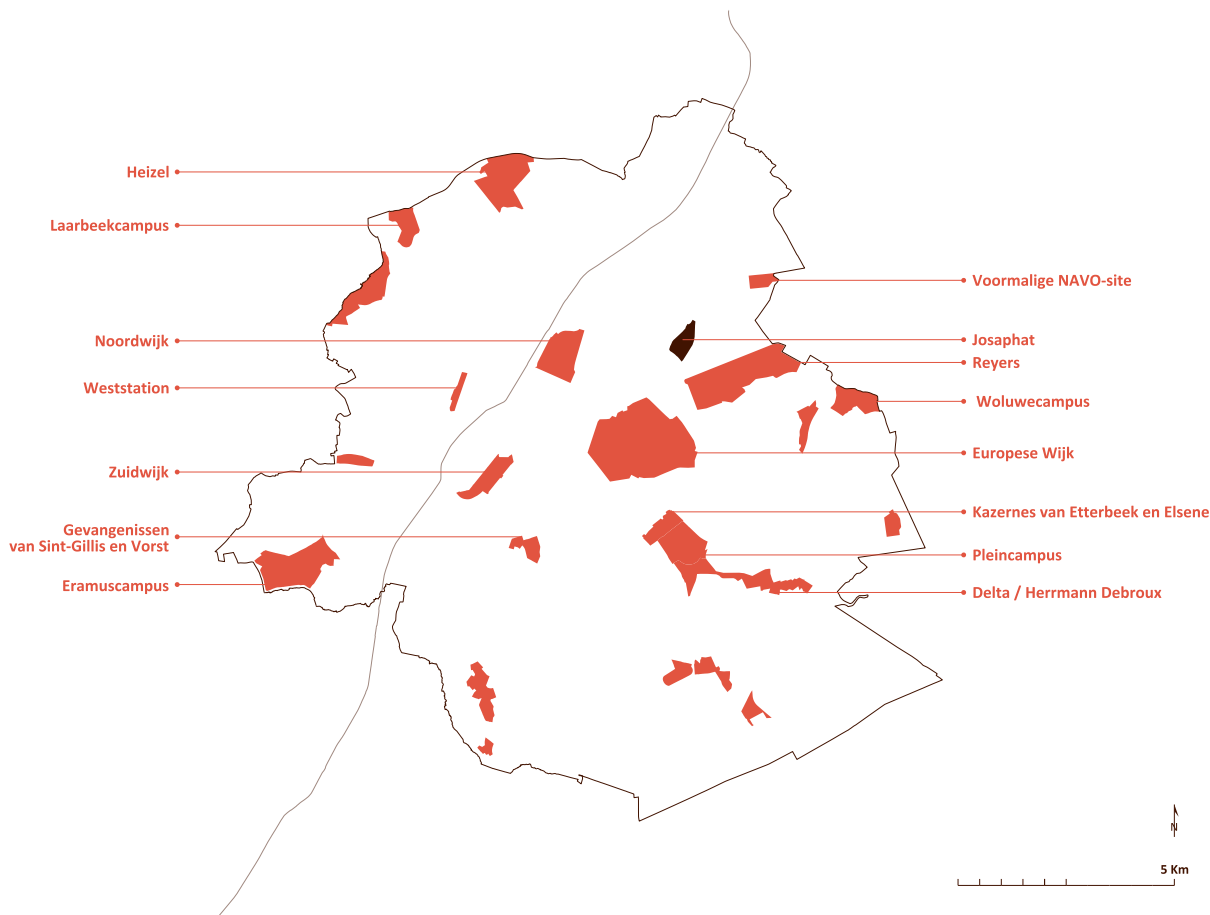 Heizel
Laarbeekcampus
Noordwijk
Weststation
Zuidwijk
Gevangenissen
van Sint-Gillis en Vorst
Eramuscampus
Voormalige NAVO-site
Josaphat
Reyers
Woluwecampus
Europese Wijk
Kazernes van Etterbeek en Elsene
Pleincampus
Delta / Herrmann Debroux
N
5 Km